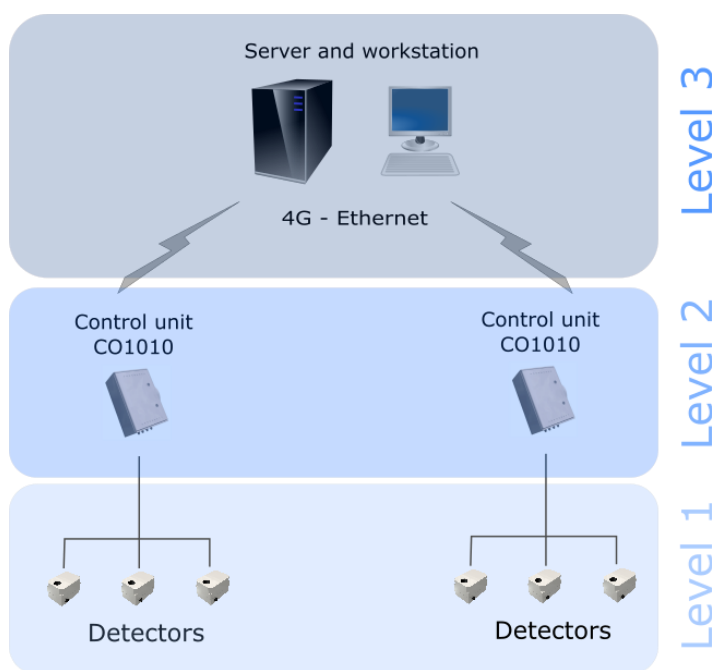 Server and workstation
4G - Ethernet
Level 3
Control unit
CO1010
Control unit
CO1010
Level 2
Detectors
Detectors
Level 1